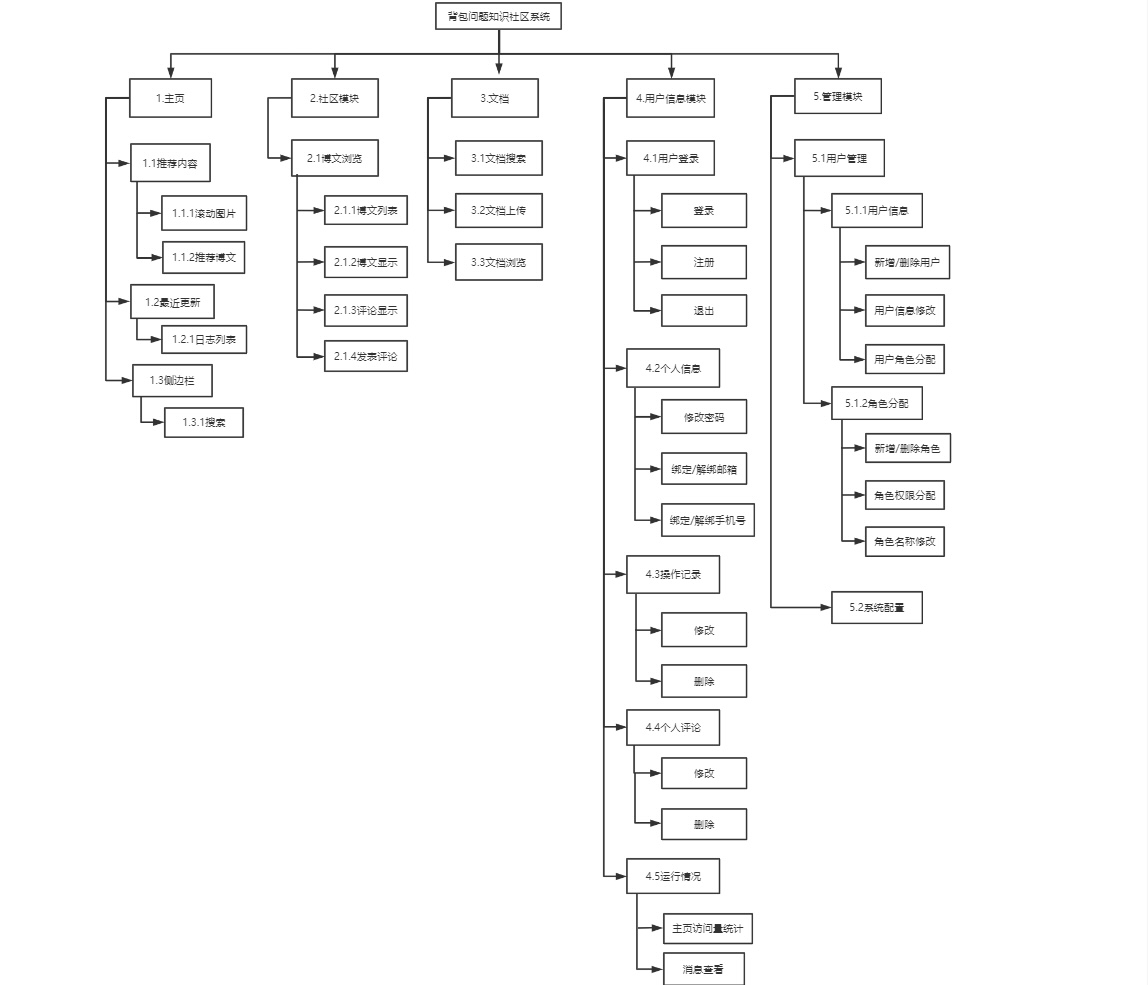 背包问题知识社区系统
1.主页
1.1推荐内容
1.1.1滚动图片
1.1.2推荐博文
1.2最近更新
1.2.1日志列表
1.3侧边栏
1.3.1搜索
2.社区模块
2.1博文浏览
2.1.1博文列表
2.1.2博文显示
2.1.3评论显示
2.1.4发表评论
3.文档
3.1文档搜索
3.2文档上传
3.3文档浏览
4.用户信息模块
4.1用户登录
登录
注册
退出
4.2个人信息
修改密码
绑定/解绑邮箱
绑定/解绑手机号
4.3操作记录
修改
删除
4.4个人评论
修改
删除
4.5运行情况
主页访问量统计
消息查看
5.管理模块
5.1用户管理
5.1.1用户信息
新增/删除用户
用户信息修改
用户角色分配
5.1.2角色分配
新增/删除角色
角色权限分配
角色名称修改
5.2系统配置